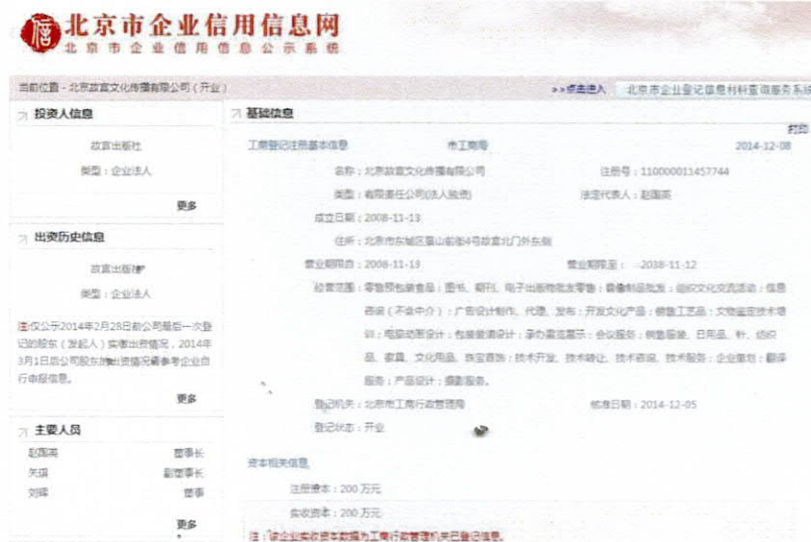 北京市企业信用信息网
北京市企业信用信息公示系统
当前位置 - 北京故宫文化传播有限公司（开业）
>>点击进入 北京市企业登记信息材料查询服务系统
投资人信息
故宫出版社
类型：企业法人
更多
出资历史信息
故宫出版社
类型：企业法人
注:仅公示2014年2月28日前公司最后一次登
记的股东（发起人）实缴出资情况，2014年
3月1日后公司股东的出资情况请参考企业自
行申报信息。
更多
主要人员
赵国英 董事长
关琪 副董事长
刘辉 董事
更多
基础信息
打印
工商登记注册基本信息 市工商局 2014-12-08
名称：北京故宫文化传播有限公司 注册号：110000011457744
类型：有限责任公司(法人独资) 法定代表人：赵国英
成立日期：2008-11-13
住所：北京市东城区景山前街4号故宫北门外东侧
营业期限自：2008-11-13 营业期限至：2038-11-12
经营范围：零售预包装食品；图书、期刊、电子出版物批发零售；音像制品批发；组织文化交流活动；信息
咨询（不含中介）；广告设计制作、代理、发布；开发文化产品；销售工艺品；文物鉴定技术培
训；电脑动画设计；包装装潢设计；承办展览展示；会议服务；销售服装、日用品、针、纺织
品、家具、文化用品、珠宝首饰；技术开发、技术转让、技术咨询、技术服务；企业策划；翻译
服务；产品设计；摄影服务。
登记机关：北京市工商行政管理局 核准日期：2014-12-05
登记状态：开业
资本相关信息
注册资本：200 万元
实收资本：200 万元
注：该企业实收资本数据为工商行政管理机关已登记信息。